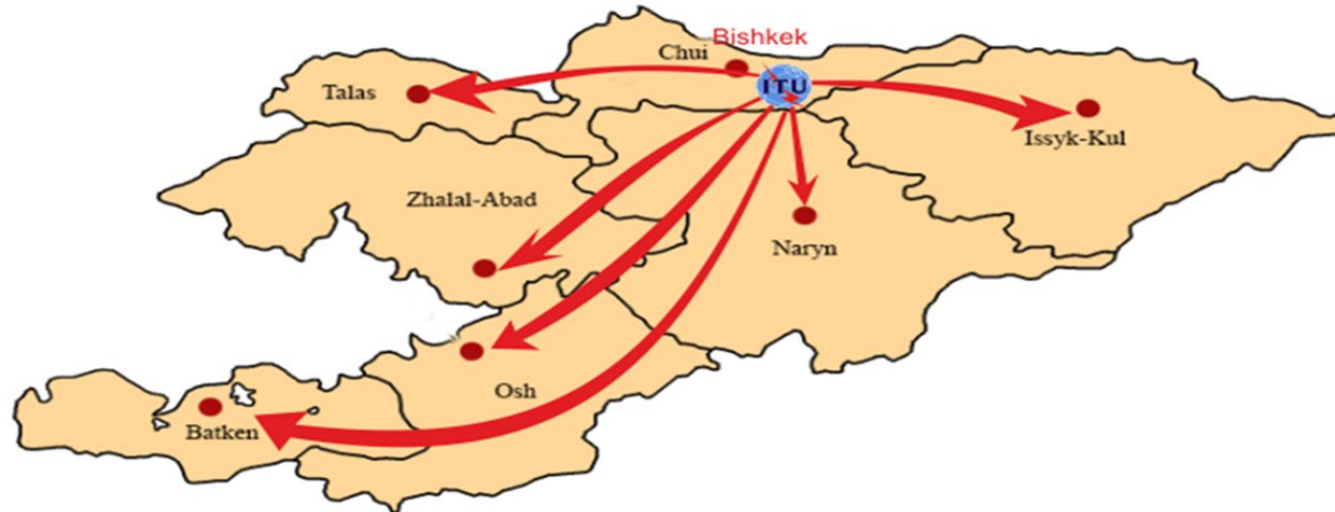 Bishkek
Chui
ITU
Talas
Issyk-Kul
Zhalal-Abad
Naryn
Osh
Batken